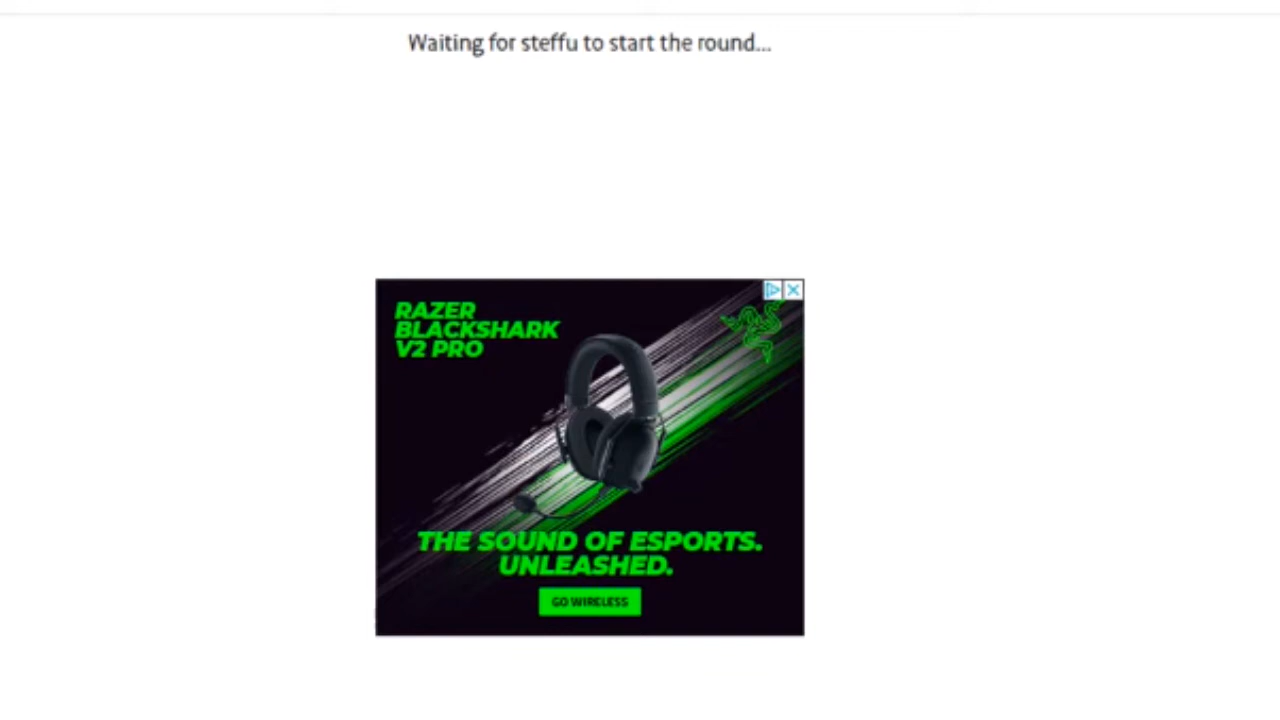 Waiting for steffu to start the round...
RAZER
BLACKSHARK
V2 PRO
THE SOUND OF ESPORTS.
UNLEASHED.
GO WIRELESS